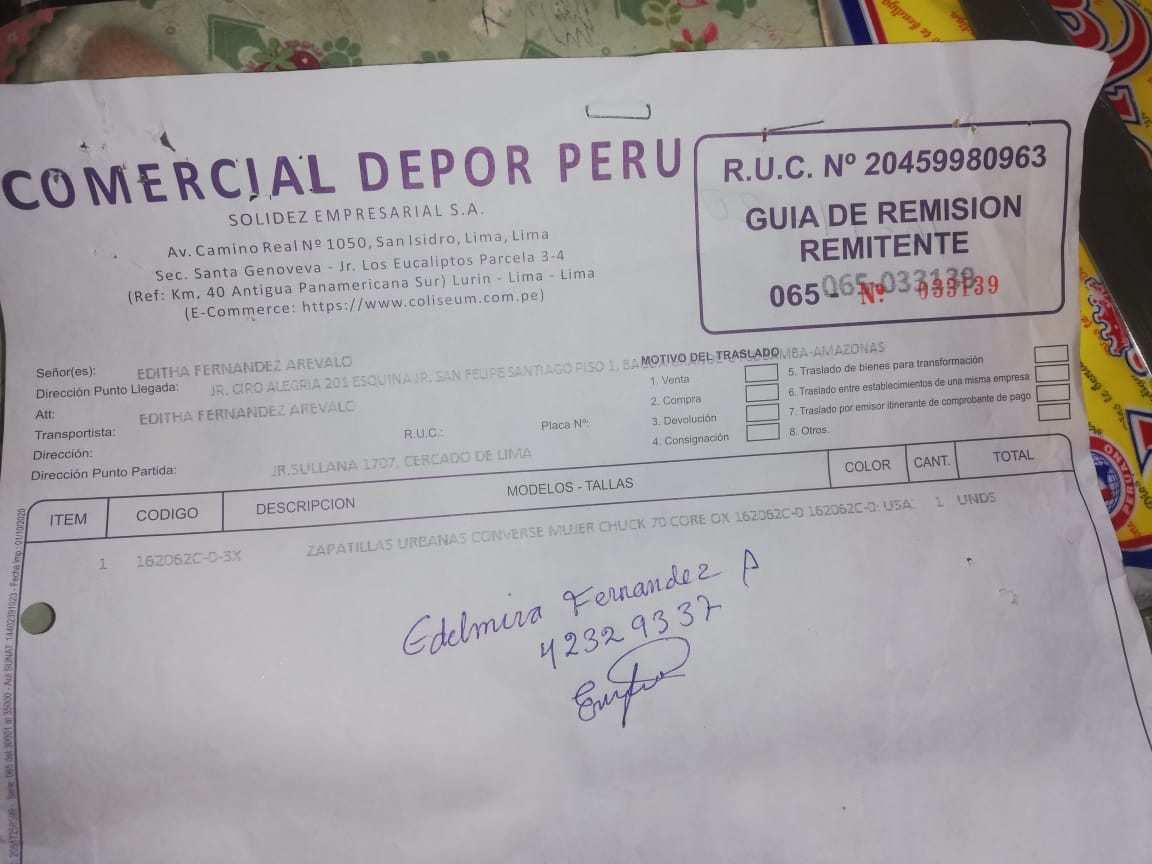 COMERCIAL DEPOR PERU
SOLIDEZ EMPRESARIAL S.A.
Av. Camino Real Nº 1050, San Isidro, Lima, Lima
Sec. Santa Genoveva - Jr. Los Eucaliptos Parcela 3-4
(Ref: Km, 40 Antigua Panamericana Sur) Lurin - Lima - Lima
(E-Commerce: https://www.coliseum.com.pe)
R.U.C. Nº 20459980963
GUIA DE REMISION
REMITENTE
065 - 065-033139 Nº 033139
Señor(es): EDITHA FERNANDEZ AREVALO
Dirección Punto Llegada: JR. CIRO ALEGRIA 201 ESQUINA JR. SAN FELIPE SANTIAGO PISO 1,
Att: EDITHA FERNANDEZ AREVALO
Transportista:
R.U.C.:
Placa Nº:
Dirección:
Dirección Punto Partida: JR.SULLANA 1707, CERCADO DE LIMA
MOTIVO DEL TRASLADO
1. Venta
2. Compra
3. Devolución
4. Consignación
5. Traslado de bienes para transformación
6. Traslado entre establecimientos de una misma empresa
7. Traslado por emisor itinerante de comprobante de pago
8. Otros.
ITEM CODIGO DESCRIPCION MODELOS - TALLAS COLOR CANT. TOTAL
1 162062C-0-3X ZAPATILLAS URBANAS CONVERSE MUJER CHUCK 70 CORE OX 162062C-0 162062C-0: USA: 1 UNDS
Edelmira Fernandez A
42329337